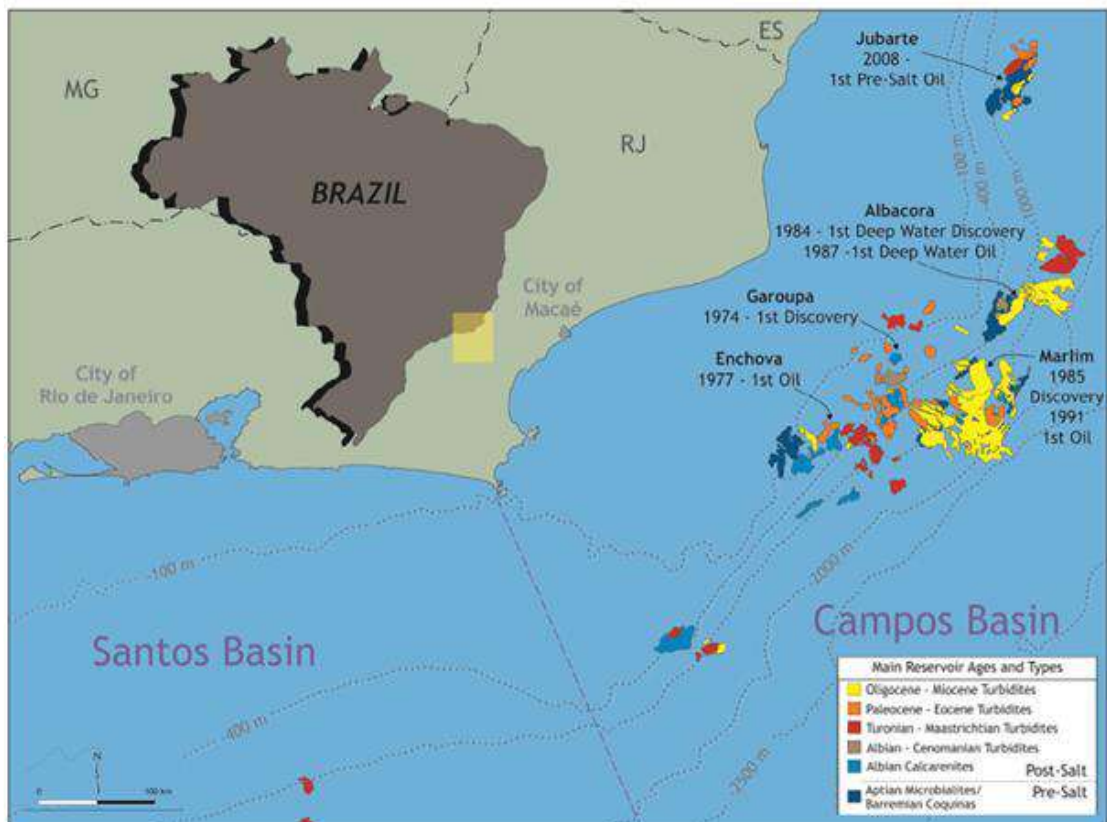 ES
MG
Jubarte
2008 -
1st Pre-Salt Oil
RJ
BRAZIL
100 m
400 m
1000 m
Albacora
1984 - 1st Deep Water Discovery
1987 -1st Deep Water Oil
City of
Macaé
Garoupa
1974 - 1st Discovery
Enchova
1977 - 1st Oil
Marlim
1985
Discovery
1991
1st Oil
City of
Rio de Janeiro
100 m
2000 m
Santos Basin
Campos Basin
400 m
2500 m
Main Reservoir Ages and Types
Oligocene - Miocene Turbidites
Paleocene - Eocene Turbidites
Turonian - Maastrichtian Turbidites
Albian - Cenomanian Turbidites
Albian Calcarenites
Post-Salt
Aptian Microbialites/
Barremian Coquinas
Pre-Salt
N
0
100 km